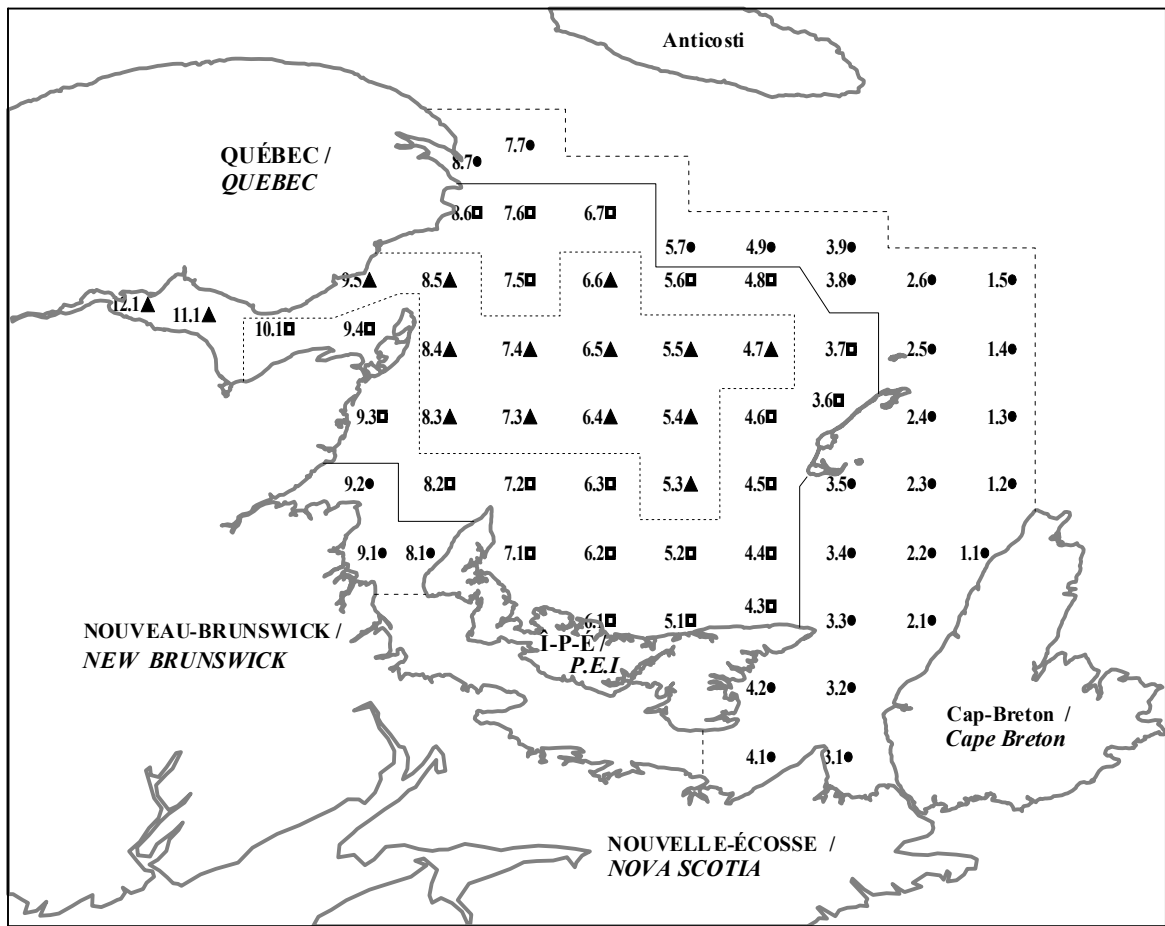 Anticosti
7.7
QUÉBEC /
QUEBEC
8.7
8.6 7.6 6.7
5.7 4.9 3.9
9.5 8.5 7.5 6.6 5.6 4.8 3.8 2.6 1.5
12.1 11.1
10.1 9.4
8.4 7.4 6.5 5.5 4.7 3.7 2.5 1.4
3.6
9.3 8.3 7.3 6.4 5.4 4.6 2.4 1.3
9.2 8.2 7.2 6.3 5.3 4.5 3.5 2.3 1.2
9.1 8.1 7.1 6.2 5.2 4.4 3.4 2.2 1.1
4.3
6.1 5.1 3.3 2.1
NOUVEAU-BRUNSWICK /
NEW BRUNSWICK
Î-P-É /
P.E.I
4.2 3.2
Cap-Breton /
Cape Breton
4.1 3.1
NOUVELLE-ÉCOSSE /
NOVA SCOTIA